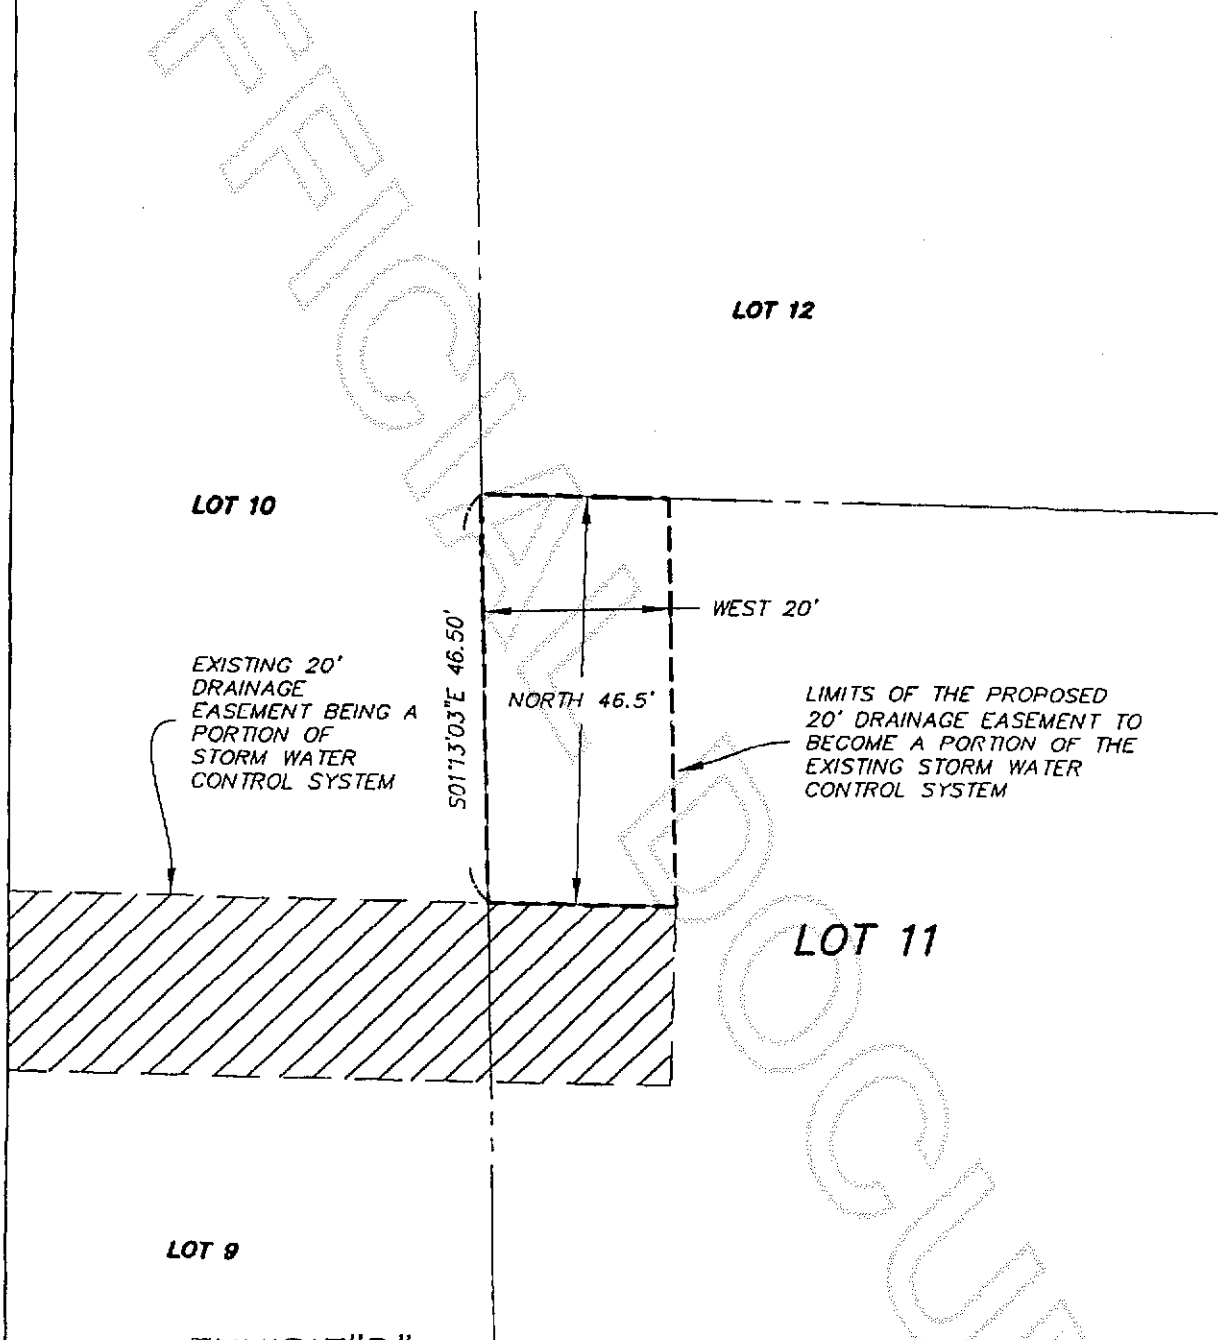 LOT 12
LOT 10
WEST 20'
S01°13'03"E 46.50'
NORTH 46.5'
EXISTING 20'
DRAINAGE
EASEMENT BEING A
PORTION OF
STORM WATER
CONTROL SYSTEM
LIMITS OF THE PROPOSED
20' DRAINAGE EASEMENT TO
BECOME A PORTION OF THE
EXISTING STORM WATER
CONTROL SYSTEM
LOT 11
LOT 9
FFICIAL DOCU